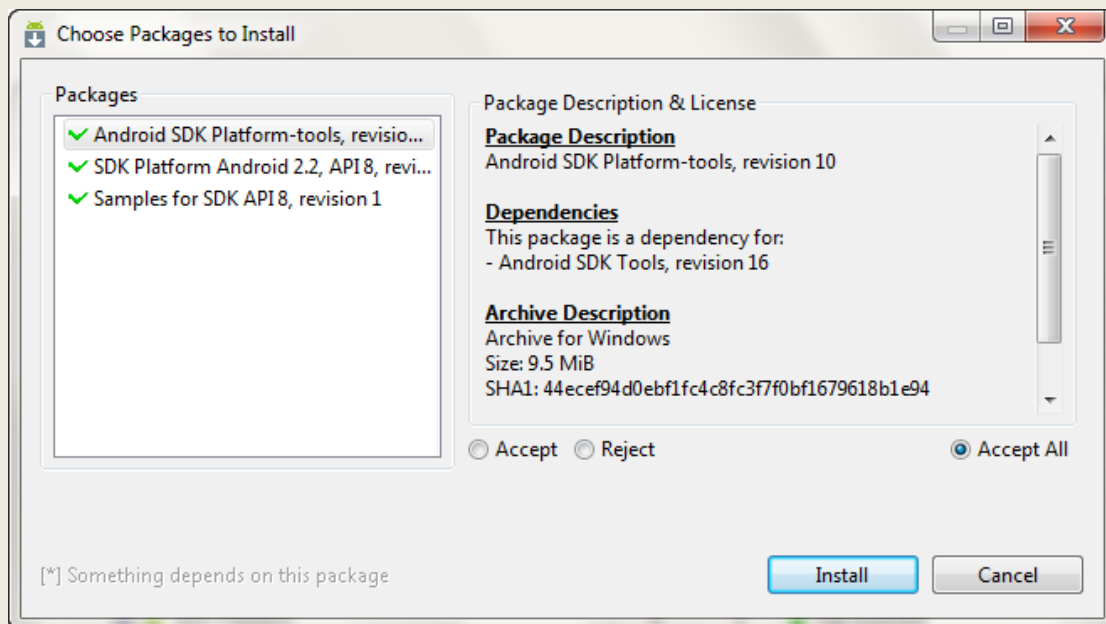 Choose Packages to Install
Packages
Android SDK Platform-tools, revisio...
SDK Platform Android 2.2, API 8, revi...
Samples for SDK API 8, revision 1
Package Description & License
Package Description
Android SDK Platform-tools, revision 10
Dependencies
This package is a dependency for:
- Android SDK Tools, revision 16
Archive Description
Archive for Windows
Size: 9.5 MiB
SHA1: 44ecef94d0ebf1fc4c8fc3f7f0bf1679618b1e94
Accept
Reject
Accept All
[*] Something depends on this package
Install
Cancel